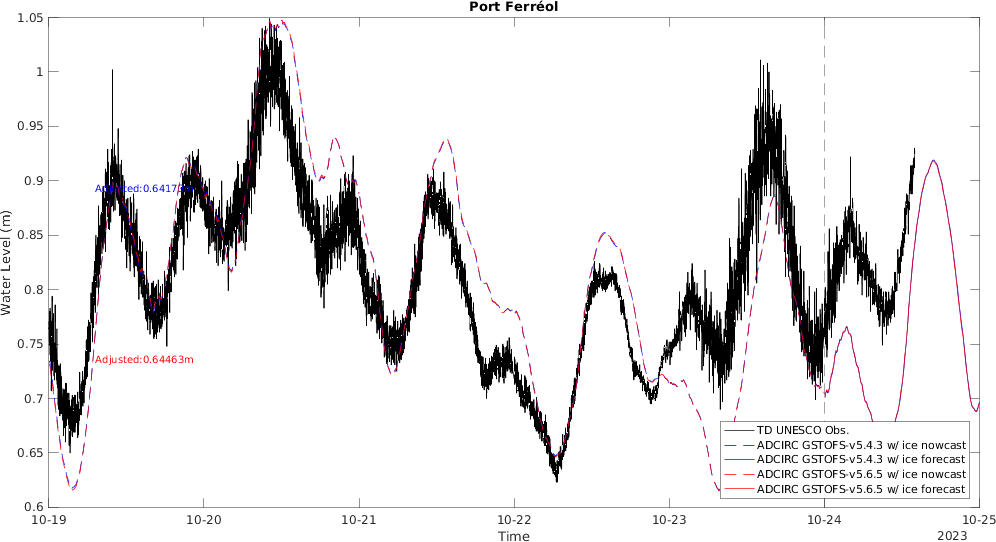 Port Ferréol
Water Level (m)
1.05
1
0.95
0.9
0.85
0.8
0.75
0.7
0.65
0.6
Adjusted:0.64173m
Adjusted:0.64463m
TD UNESCO Obs.
ADCIRC GSTOFS-v5.4.3 w/ ice nowcast
ADCIRC GSTOFS-v5.4.3 w/ ice forecast
ADCIRC GSTOFS-v5.6.5 w/ ice nowcast
ADCIRC GSTOFS-v5.6.5 w/ ice forecast
10-19
10-20
10-21
10-22
10-23
10-24
10-25
Time
2023